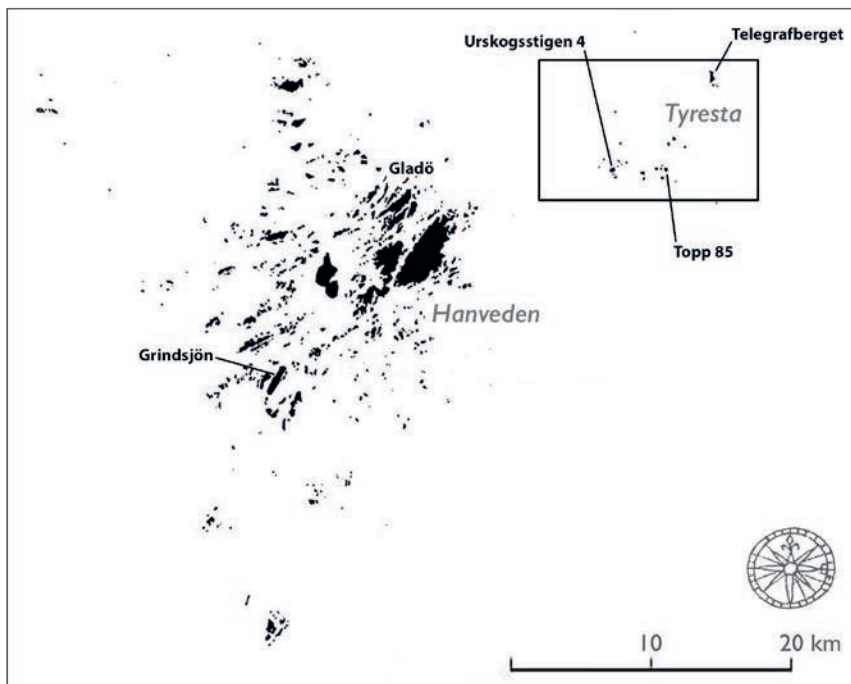 Telegrafberget
Urskogsstigen 4
Tyresta
Gladö
Topp 85
Hanveden
Grindsjön
10
20 km